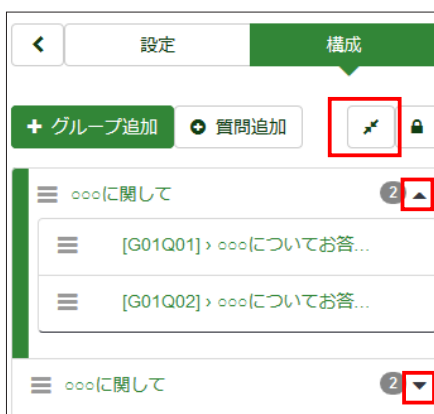 設定 構成
グループ追加 質問追加
○○○に関して 2
[G01Q01] › ○○○についてお答...
[G01Q02] › ○○○についてお答...
○○○に関して 2